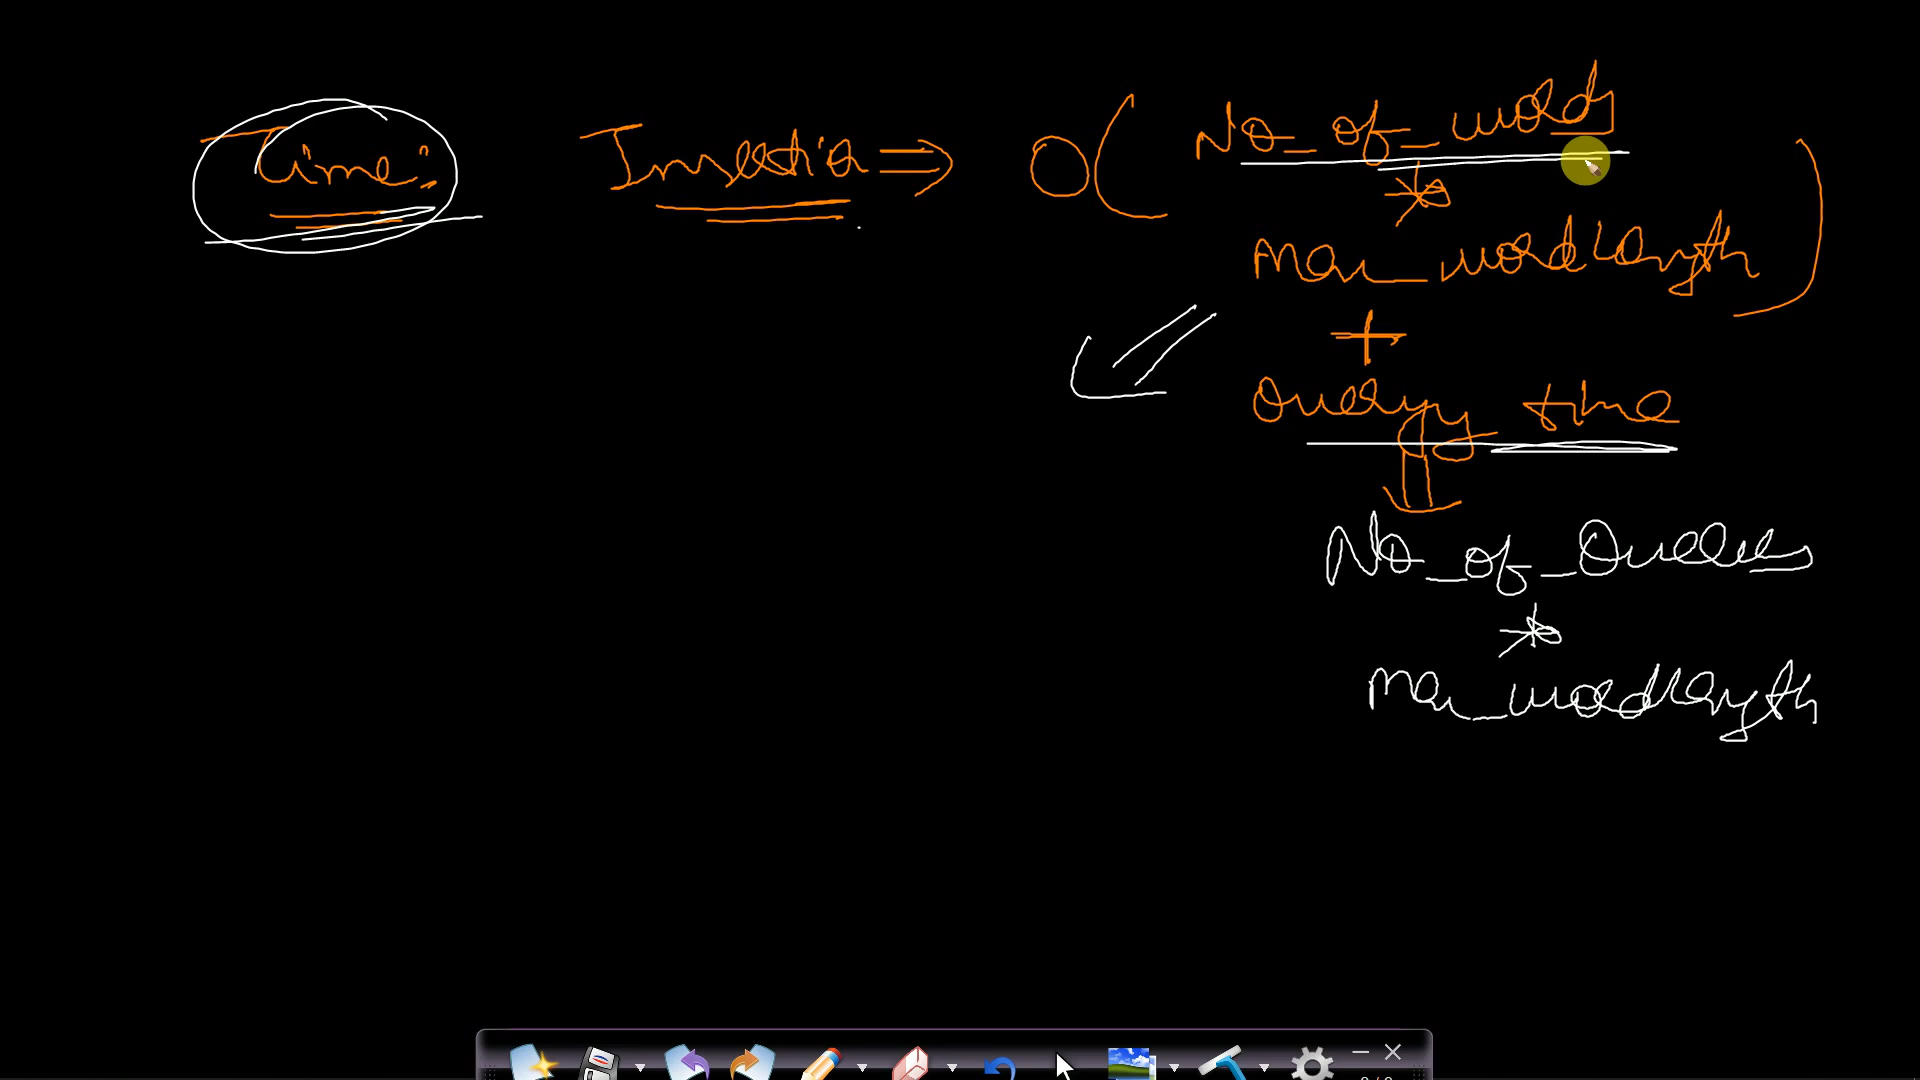 Time: Insertion ⇒ O( No_of_words
*
max_wordlength )
+
Query time
⇓
No_of_Queries
*
max_wordlength